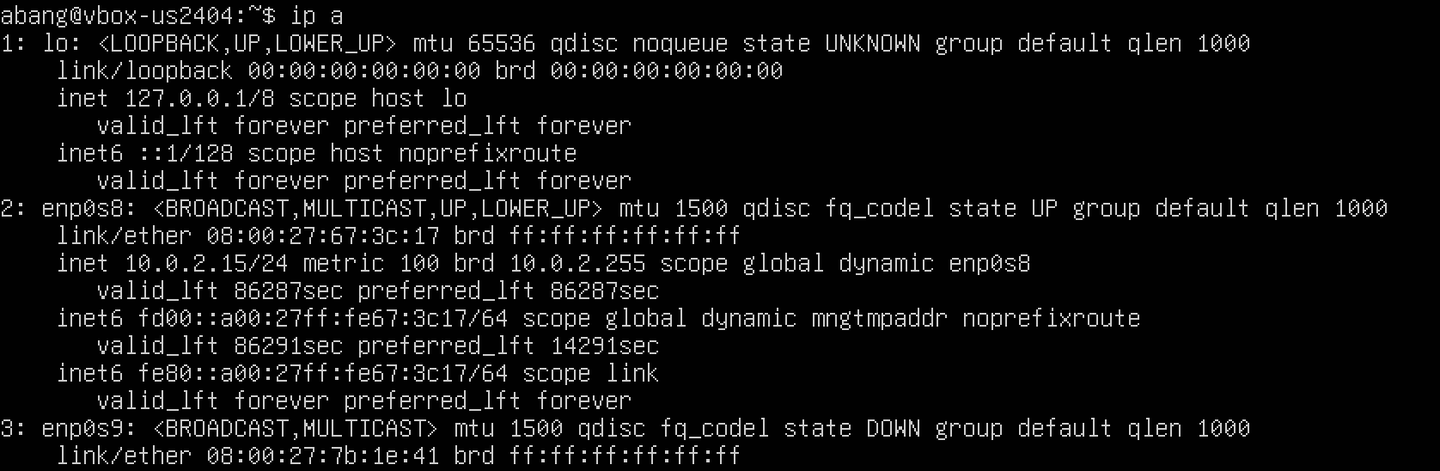 abang@vbox-us2404:~$ ip a
1: lo: <LOOPBACK,UP,LOWER_UP> mtu 65536 qdisc noqueue state UNKNOWN group default qlen 1000
    link/loopback 00:00:00:00:00:00 brd 00:00:00:00:00:00
    inet 127.0.0.1/8 scope host lo
       valid_lft forever preferred_lft forever
    inet6 ::1/128 scope host noprefixroute
       valid_lft forever preferred_lft forever
2: enp0s8: <BROADCAST,MULTICAST,UP,LOWER_UP> mtu 1500 qdisc fq_codel state UP group default qlen 1000
    link/ether 08:00:27:67:3c:17 brd ff:ff:ff:ff:ff:ff
    inet 10.0.2.15/24 metric 100 brd 10.0.2.255 scope global dynamic enp0s8
       valid_lft 86287sec preferred_lft 86287sec
    inet6 fd00::a00:27ff:fe67:3c17/64 scope global dynamic mngtmpaddr noprefixroute
       valid_lft 86291sec preferred_lft 14291sec
    inet6 fe80::a00:27ff:fe67:3c17/64 scope link
       valid_lft forever preferred_lft forever
3: enp0s9: <BROADCAST,MULTICAST> mtu 1500 qdisc fq_codel state DOWN group default qlen 1000
    link/ether 08:00:27:7b:1e:41 brd ff:ff:ff:ff:ff:ff